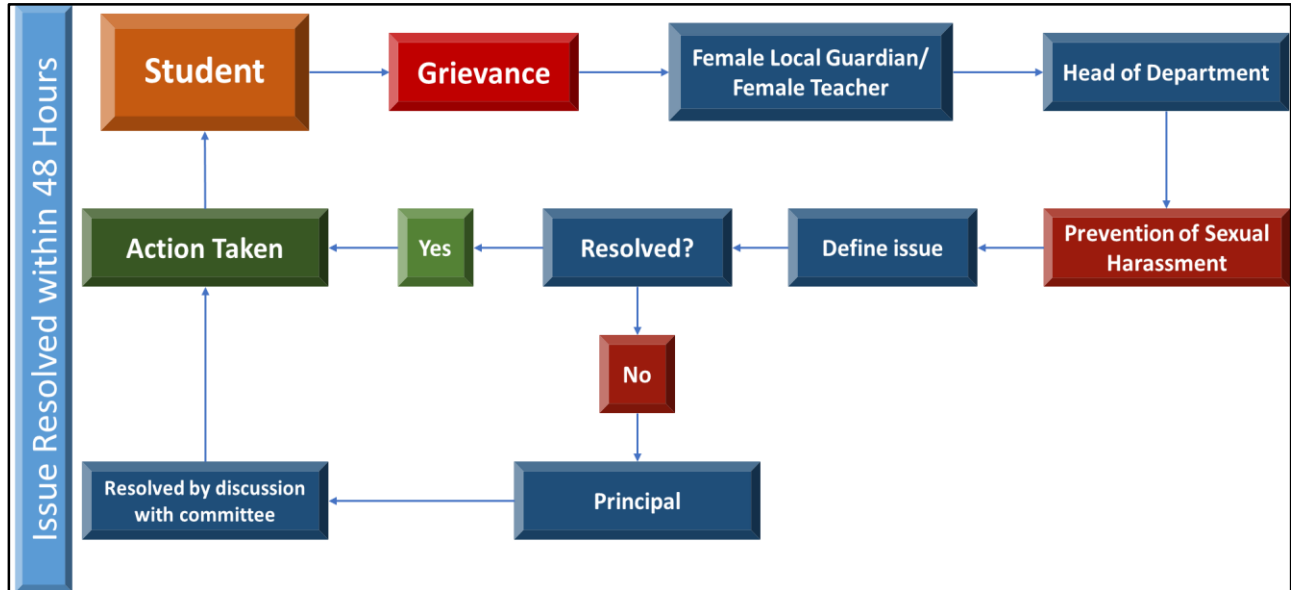 Issue Resolved within 48 Hours
Student
Grievance
Female Local Guardian/
Female Teacher
Head of Department
Action Taken
Yes
Resolved?
Define issue
Prevention of Sexual
Harassment
No
Resolved by discussion
with committee
Principal